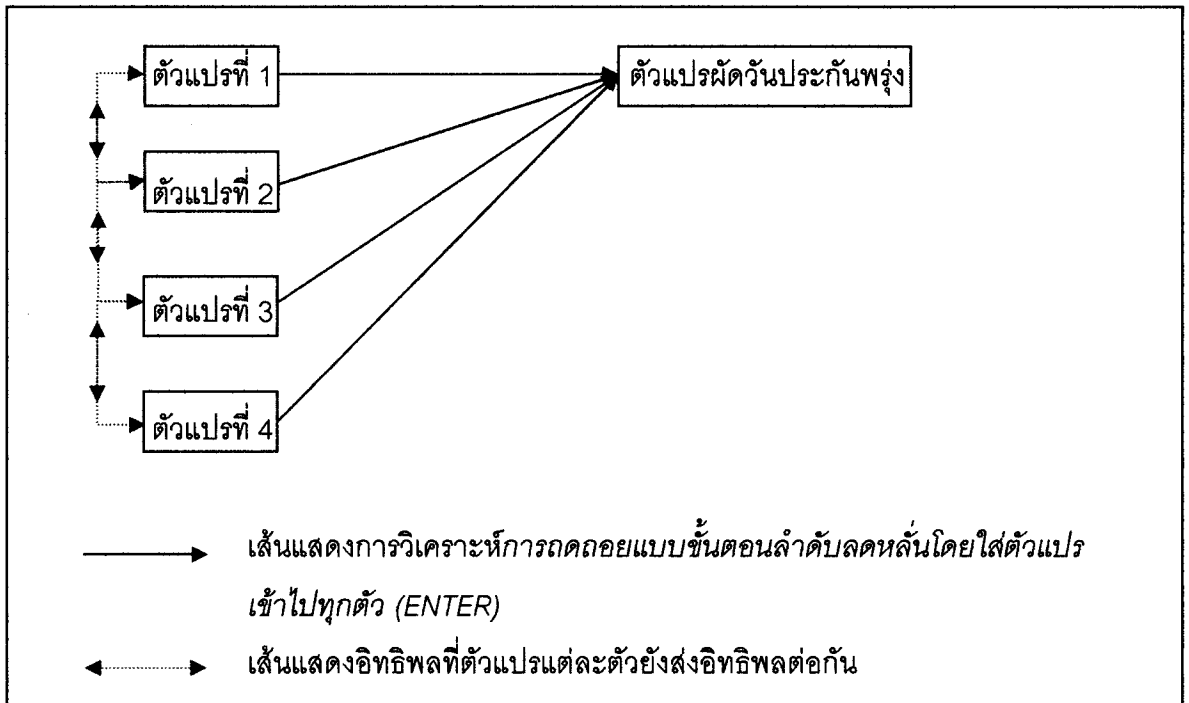 ตัวแปรที่ 1
ตัวแปรผัดวันประกันพรุ่ง
ตัวแปรที่ 2
ตัวแปรที่ 3
ตัวแปรที่ 4
เส้นแสดงการวิเคราะห์การถดถอยแบบขั้นตอนลำดับลดหลั่นโดยใส่ตัวแปร
เข้าไปทุกตัว (ENTER)
เส้นแสดงอิทธิพลที่ตัวแปรแต่ละตัวยังส่งอิทธิพลต่อกัน